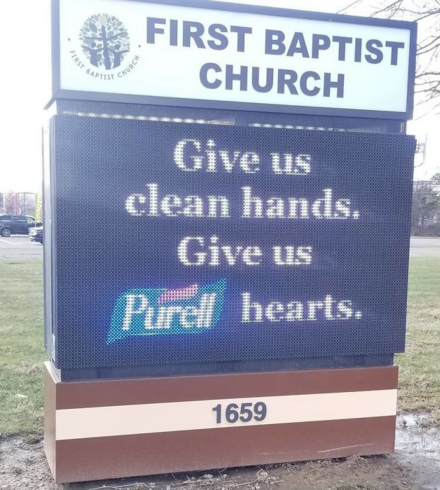 FIRST BAPTIST CHURCH
FIRST BAPTIST
CHURCH
Give us
clean hands.
Give us
Purell hearts.
1659